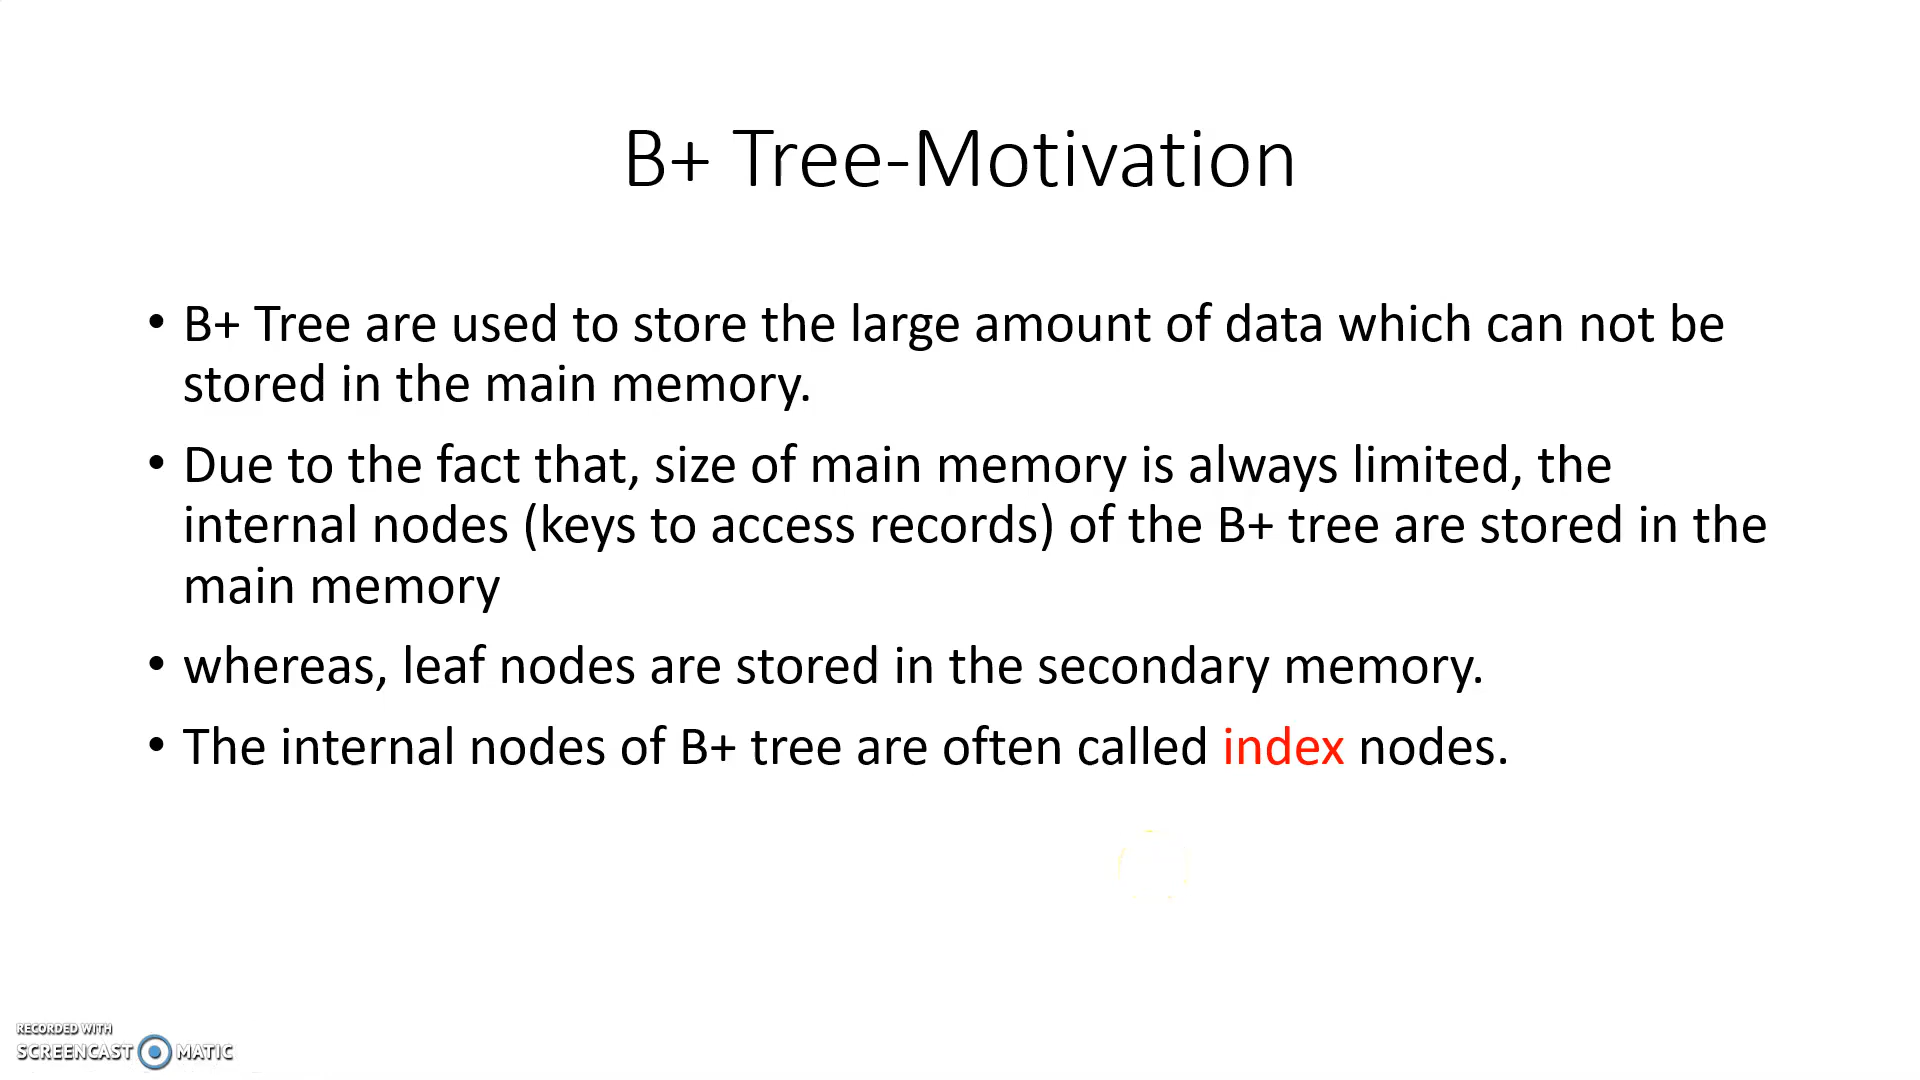 B+ Tree-Motivation
• B+ Tree are used to store the large amount of data which can not be
stored in the main memory.
• Due to the fact that, size of main memory is always limited, the
internal nodes (keys to access records) of the B+ tree are stored in the
main memory
• whereas, leaf nodes are stored in the secondary memory.
• The internal nodes of B+ tree are often called index nodes.
RECORDED WITH
SCREENCAST MATIC